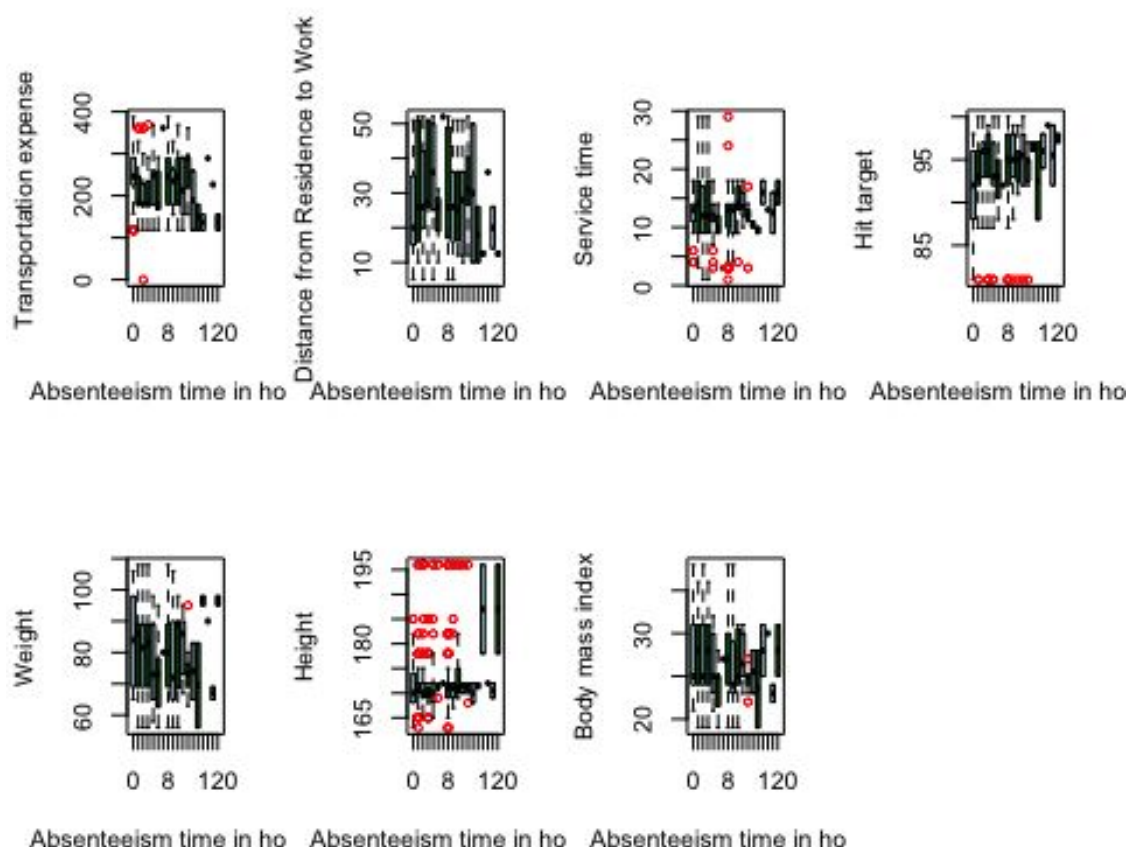 Transportation expense
400
200
0
0 8 120
Absenteeism time in ho
Distance from Residence to Work
50
30
10
0 8 120
Absenteeism time in ho
Service time
30
20
10
0
0 8 120
Absenteeism time in ho
Hit target
95
85
0 8 120
Absenteeism time in ho
Weight
100
80
60
0 8 120
Absenteeism time in ho
Height
195
180
165
0 8 120
Absenteeism time in ho
Body mass index
30
20
0 8 120
Absenteeism time in ho